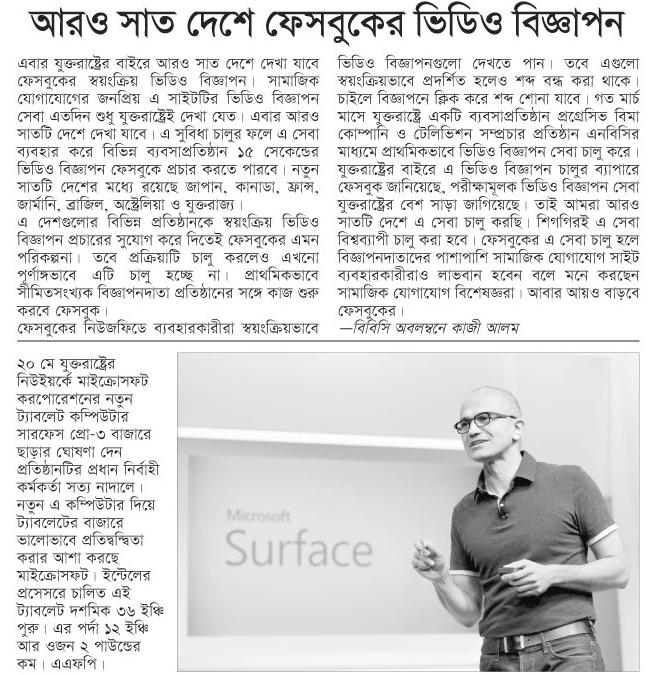 আরও সাত দেশে ফেসবুকের ভিডিও বিজ্ঞাপন
এবার যুক্তরাষ্ট্রের বাইরে আরও সাত দেশে দেখা যাবে
ফেসবুকের স্বয়ংক্রিয় ভিডিও বিজ্ঞাপন। সামাজিক
যোগাযোগের জনপ্রিয় এ সাইটটির ভিডিও বিজ্ঞাপন
সেবা এতদিন শুধু যুক্তরাষ্ট্রেই দেখা যেত। এবার আরও
সাতটি দেশে দেখা যাবে। এ সুবিধা চালুর ফলে এ সেবা
ব্যবহার করে বিভিন্ন ব্যবসাপ্রতিষ্ঠান ১৫ সেকেন্ডের
ভিডিও বিজ্ঞাপন ফেসবুকে প্রচার করতে পারবে। নতুন
সাতটি দেশের মধ্যে রয়েছে জাপান, কানাডা, ফ্রান্স,
জার্মানি, ব্রাজিল, অস্ট্রেলিয়া ও যুক্তরাজ্য।
এ দেশগুলোর বিভিন্ন প্রতিষ্ঠানকে স্বয়ংক্রিয় ভিডিও
বিজ্ঞাপন প্রচারের সুযোগ করে দিতেই ফেসবুকের এমন
পরিকল্পনা। তবে প্রক্রিয়াটি চালু করলেও এখনো
পূর্ণাঙ্গভাবে এটি চালু হচ্ছে না। প্রাথমিকভাবে
সীমিতসংখ্যক বিজ্ঞাপনদাতা প্রতিষ্ঠানের সঙ্গে কাজ শুরু
করবে ফেসবুক।
ফেসবুকের নিউজফিডে ব্যবহারকারীরা স্বয়ংক্রিয়ভাবে
ভিডিও বিজ্ঞাপনগুলো দেখতে পান। তবে এগুলো
স্বয়ংক্রিয়ভাবে প্রদর্শিত হলেও শব্দ বন্ধ করা থাকে।
চাইলে বিজ্ঞাপনে ক্লিক করে শব্দ শোনা যাবে। গত মার্চ
মাসে যুক্তরাষ্ট্রে একটি ব্যবসাপ্রতিষ্ঠান প্রগ্রেসিভ বিমা
কোম্পানি ও টেলিভিশন সম্প্রচার প্রতিষ্ঠান এনবিসির
মাধ্যমে প্রাথমিকভাবে ভিডিও বিজ্ঞাপন সেবা চালু করে।
যুক্তরাষ্ট্রের বাইরে এ ভিডিও বিজ্ঞাপন চালুর ব্যাপারে
ফেসবুক জানিয়েছে, পরীক্ষামূলক ভিডিও বিজ্ঞাপন সেবা
যুক্তরাষ্ট্রের বেশ সাড়া জাগিয়েছে। তাই আমরা আরও
সাতটি দেশে এ সেবা চালু করছি। শিগগিরই এ সেবা
বিশ্বব্যাপী চালু করা হবে। ফেসবুকের এ সেবা চালু হলে
বিজ্ঞাপনদাতাদের পাশাপাশি সামাজিক যোগাযোগ সাইট
ব্যবহারকারীরাও লাভবান হবেন বলে মনে করছেন
সামাজিক যোগাযোগ বিশেষজ্ঞরা। আবার আয়ও বাড়বে
ফেসবুকের।
—বিবিসি অবলম্বনে কাজী আলম
২০ মে যুক্তরাষ্ট্রের
নিউইয়র্কে মাইক্রোসফট
করপোরেশনের নতুন
ট্যাবলেট কম্পিউটার
সারফেস প্রো-৩ বাজারে
ছাড়ার ঘোষণা দেন
প্রতিষ্ঠানটির প্রধান নির্বাহী
কর্মকর্তা সত্য নাদালে।
নতুন এ কম্পিউটার দিয়ে
ট্যাবলেটের বাজারে
ভালোভাবে প্রতিদ্বন্দ্বিতা
করার আশা করছে
মাইক্রোসফট। ইন্টেলের
প্রসেসরে চালিত এই
ট্যাবলেট দশমিক ৩৬ ইঞ্চি
পুরু। এর পর্দা ১২ ইঞ্চি
আর ওজন ২ পাউন্ডের
কম। এএফপি।
Microsoft
Surface